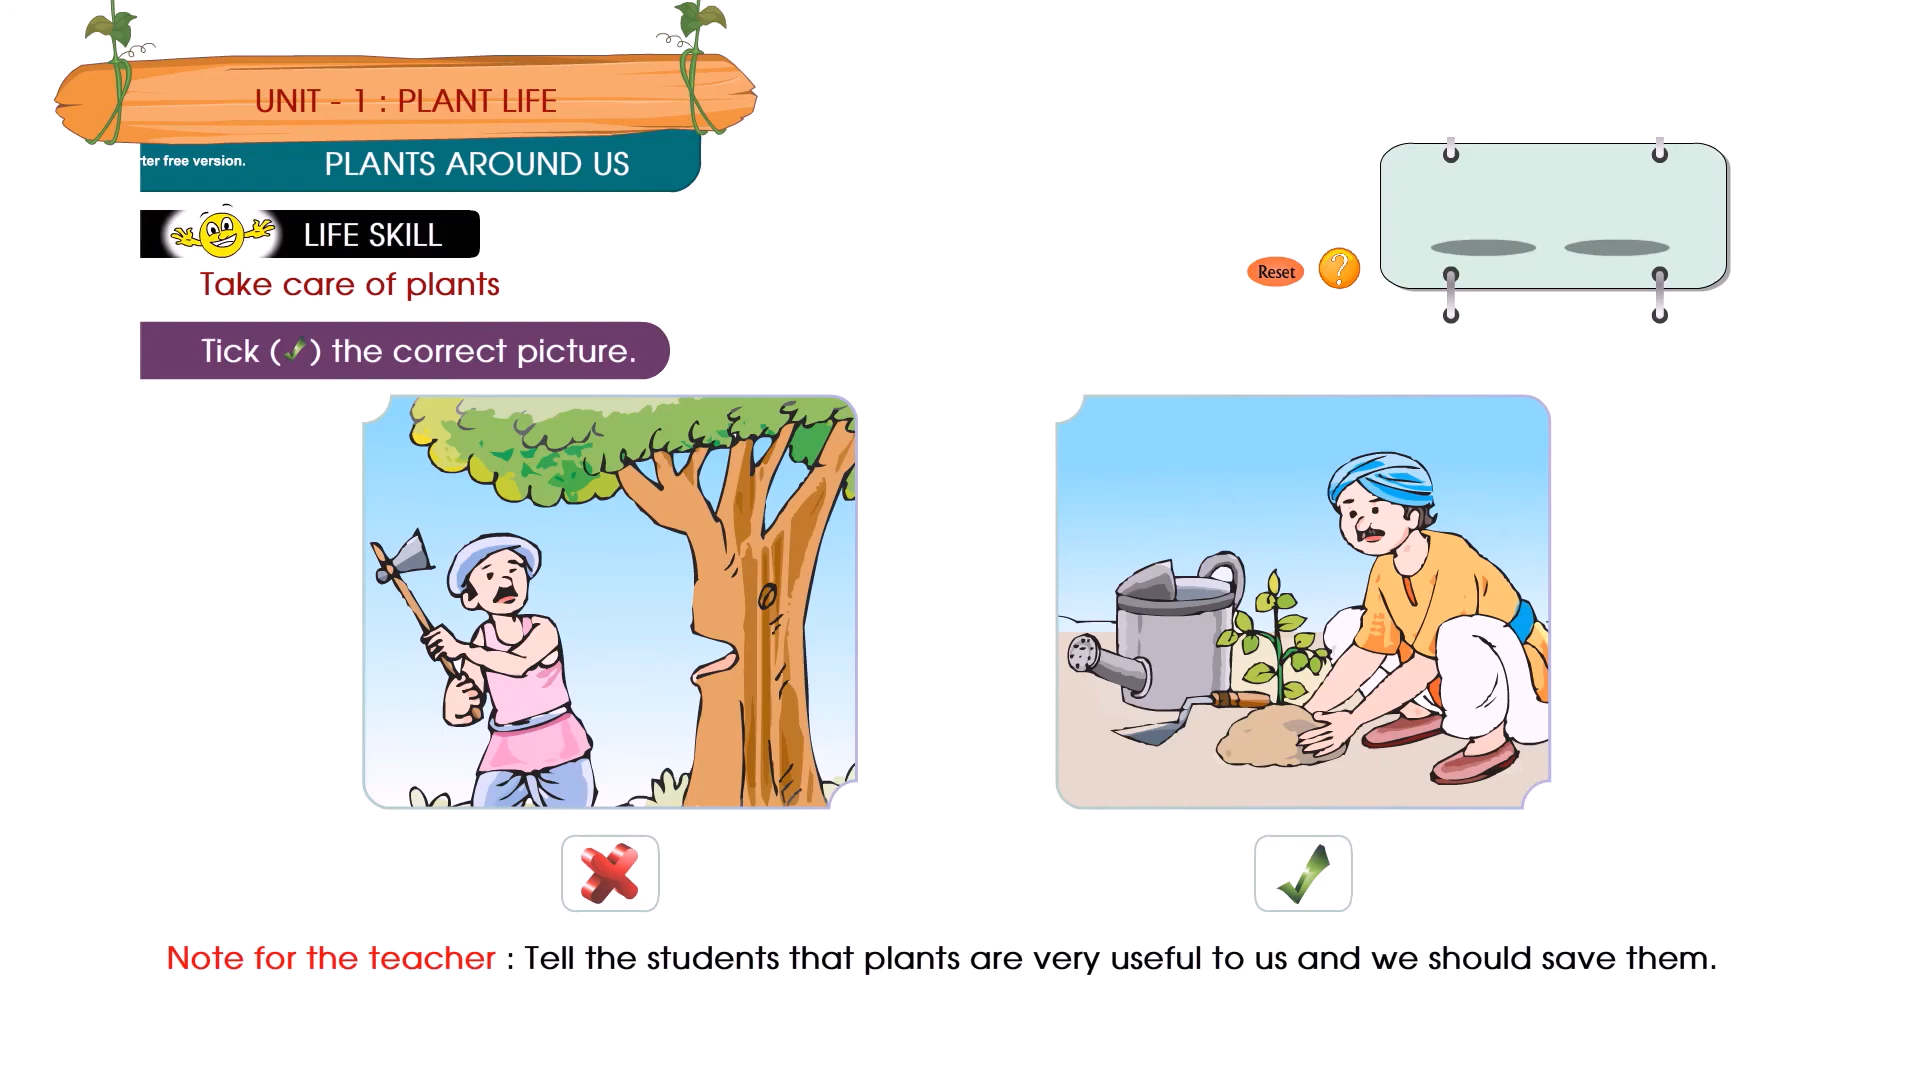 UNIT - 1 : PLANT LIFE
rter free version.
PLANTS AROUND US
LIFE SKILL
Take care of plants
Reset
?
Tick (✓) the correct picture.
Note for the teacher : Tell the students that plants are very useful to us and we should save them.